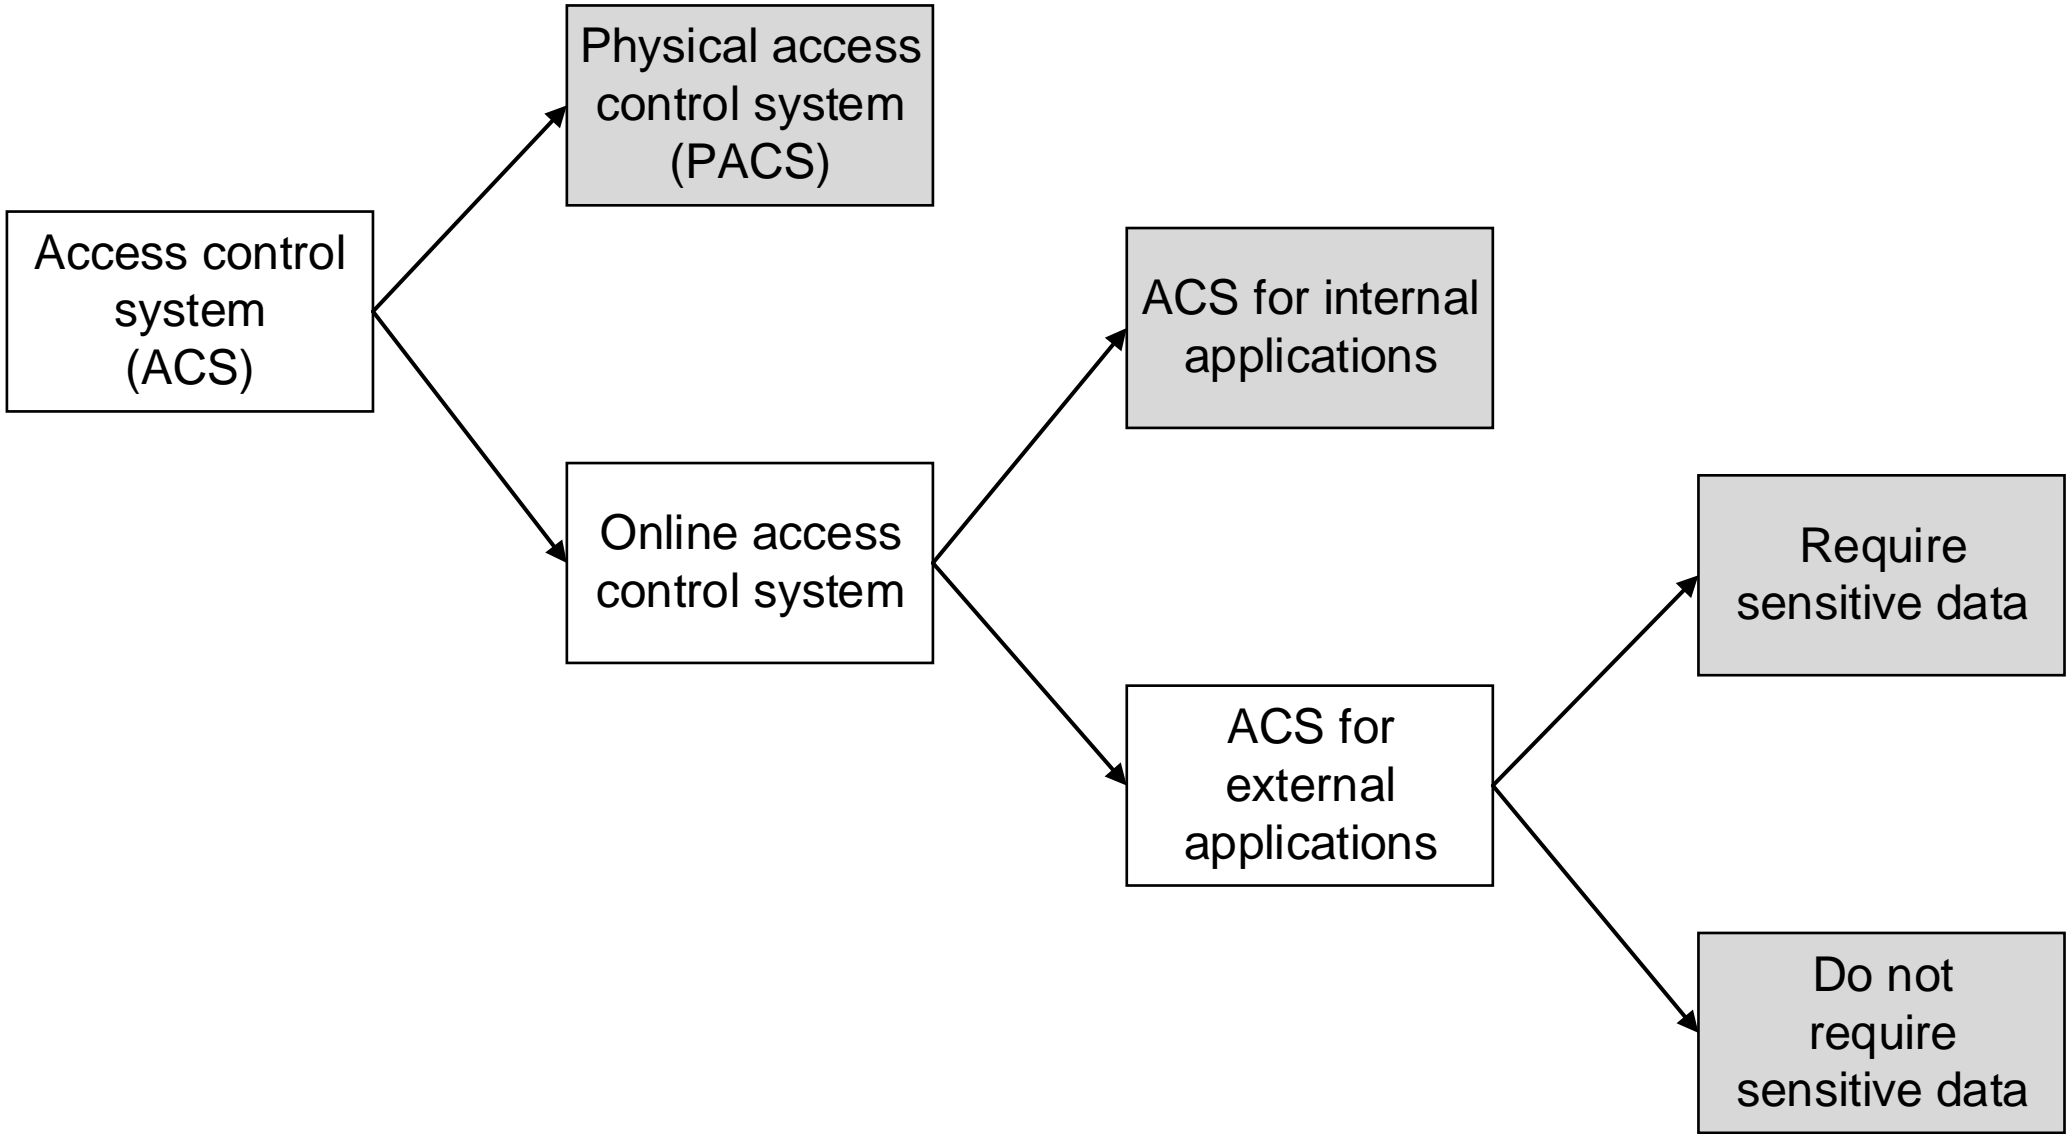 Physical access
control system
(PACS)
Access control
system
(ACS)
ACS for internal
applications
Online access
control system
Require
sensitive data
ACS for
external
applications
Do not
require
sensitive data